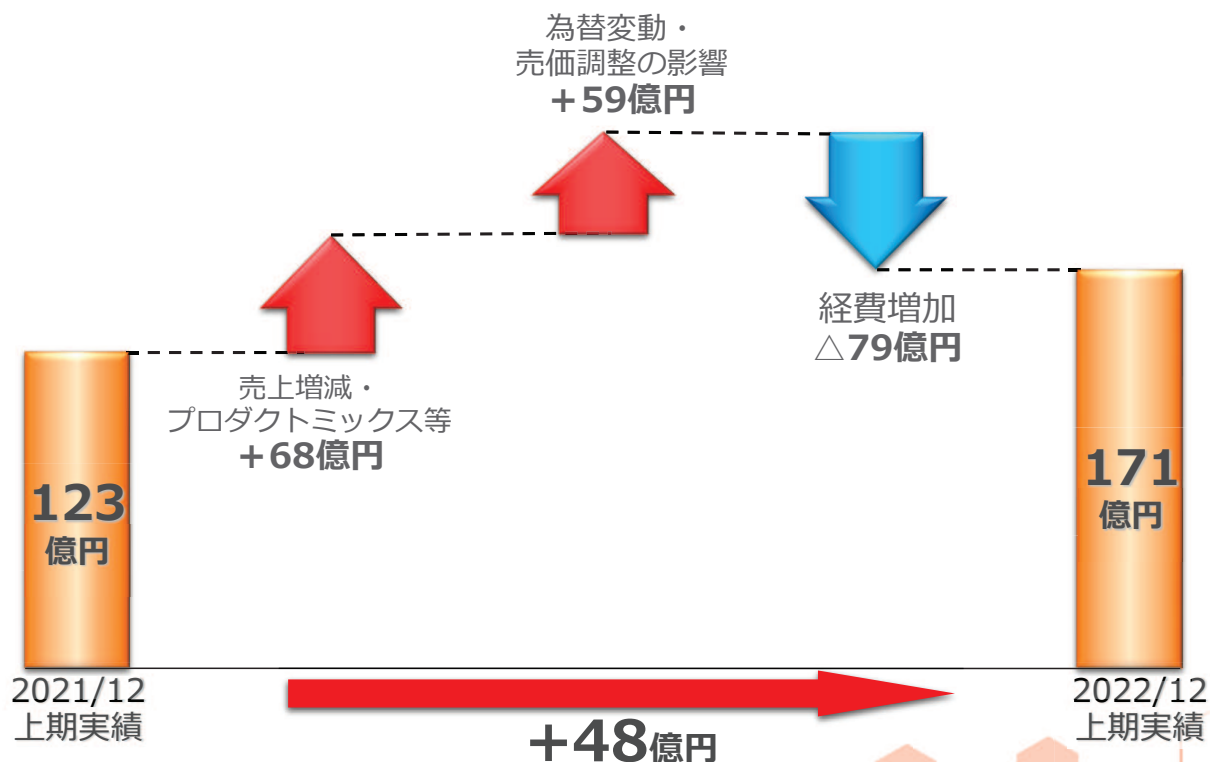 為替変動・
売価調整の影響
＋59億円
売上増減・
プロダクトミックス等
＋68億円
経費増加
△79億円
123
億円
171
億円
2021/12
上期実績
2022/12
上期実績
＋48億円